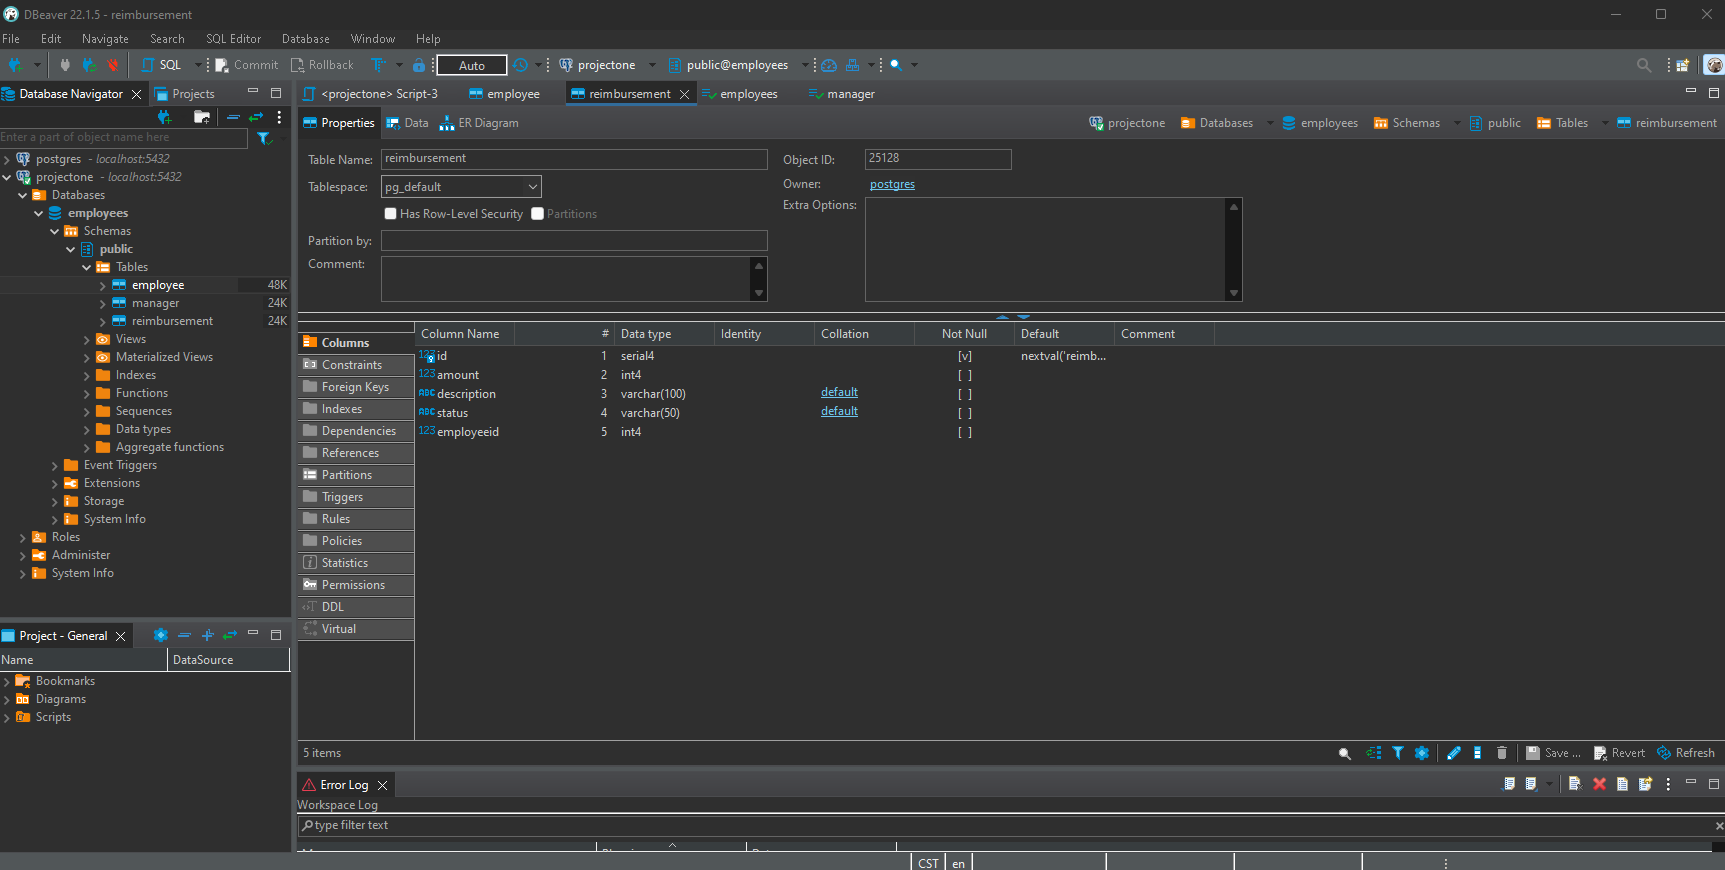 DBeaver 22.1.5 - reimbursement
File Edit Navigate Search SQL Editor Database Window Help
SQL Commit Rollback Auto projectone public@employees
Database Navigator Projects
<projectone> Script-3 employee reimbursement employees manager
Enter a part of object name here
Properties Data ER Diagram
projectone Databases employees Schemas public Tables reimbursement
postgres - localhost:5432
projectone - localhost:5432
Databases
employees
Schemas
public
Tables
employee 48K
manager 24K
reimbursement 24K
Views
Materialized Views
Indexes
Functions
Sequences
Data types
Aggregate functions
Event Triggers
Extensions
Storage
System Info
Roles
Administer
System Info
Table Name: reimbursement
Object ID: 25128
Tablespace: pg_default
Owner: postgres
Has Row-Level Security Partitions
Extra Options:
Partition by:
Comment:
Columns
Constraints
Foreign Keys
Indexes
Dependencies
References
Partitions
Triggers
Rules
Policies
Statistics
Permissions
DDL
Virtual
Column Name # Data type Identity Collation Not Null Default Comment
123 id 1 serial4 [v] nextval('reimb...
123 amount 2 int4 [ ]
ABC description 3 varchar(100) default [ ]
ABC status 4 varchar(50) default [ ]
123 employeeid 5 int4 [ ]
5 items
Save ... Revert Refresh
Project - General
Name DataSource
Bookmarks
Diagrams
Scripts
Error Log
Workspace Log
type filter text
CST en